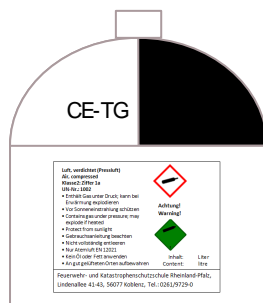 CE-TG
Luft, verdichtet (Pressluft)
Air, compressed
Klasse2: Ziffer 1a
UN-Nr.: 1002
• Enthält Gas unter Druck; kann bei
Erwärmung explodieren
• Vor Sonneneinstrahlung schützen
• Contains gas under pressure; may
explode if heated
• Protect from sunlight
• Gebrauchsanleitung beachten
• Nicht vollständig entleeren
• Nur Atemluft EN 12021
• Kein Öl oder Fett anwenden
• An gut gelüfteten Orten aufbewahren
Achtung!
Warning!
Inhalt: Liter
Content: litre
Feuerwehr- und Katastrophenschutzschule Rheinland-Pfalz,
Lindenallee 41-43, 56077 Koblenz, Tel.: 0261/9729-0